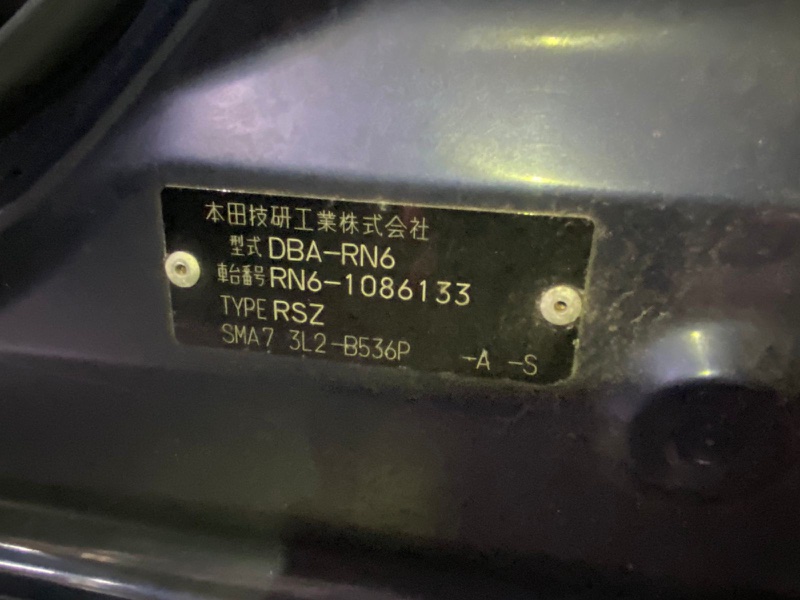 本田技研工業株式会社
型式 DBA-RN6
車台番号 RN6-1086133
TYPE RSZ
SMA7 3L2-B536P -A -S